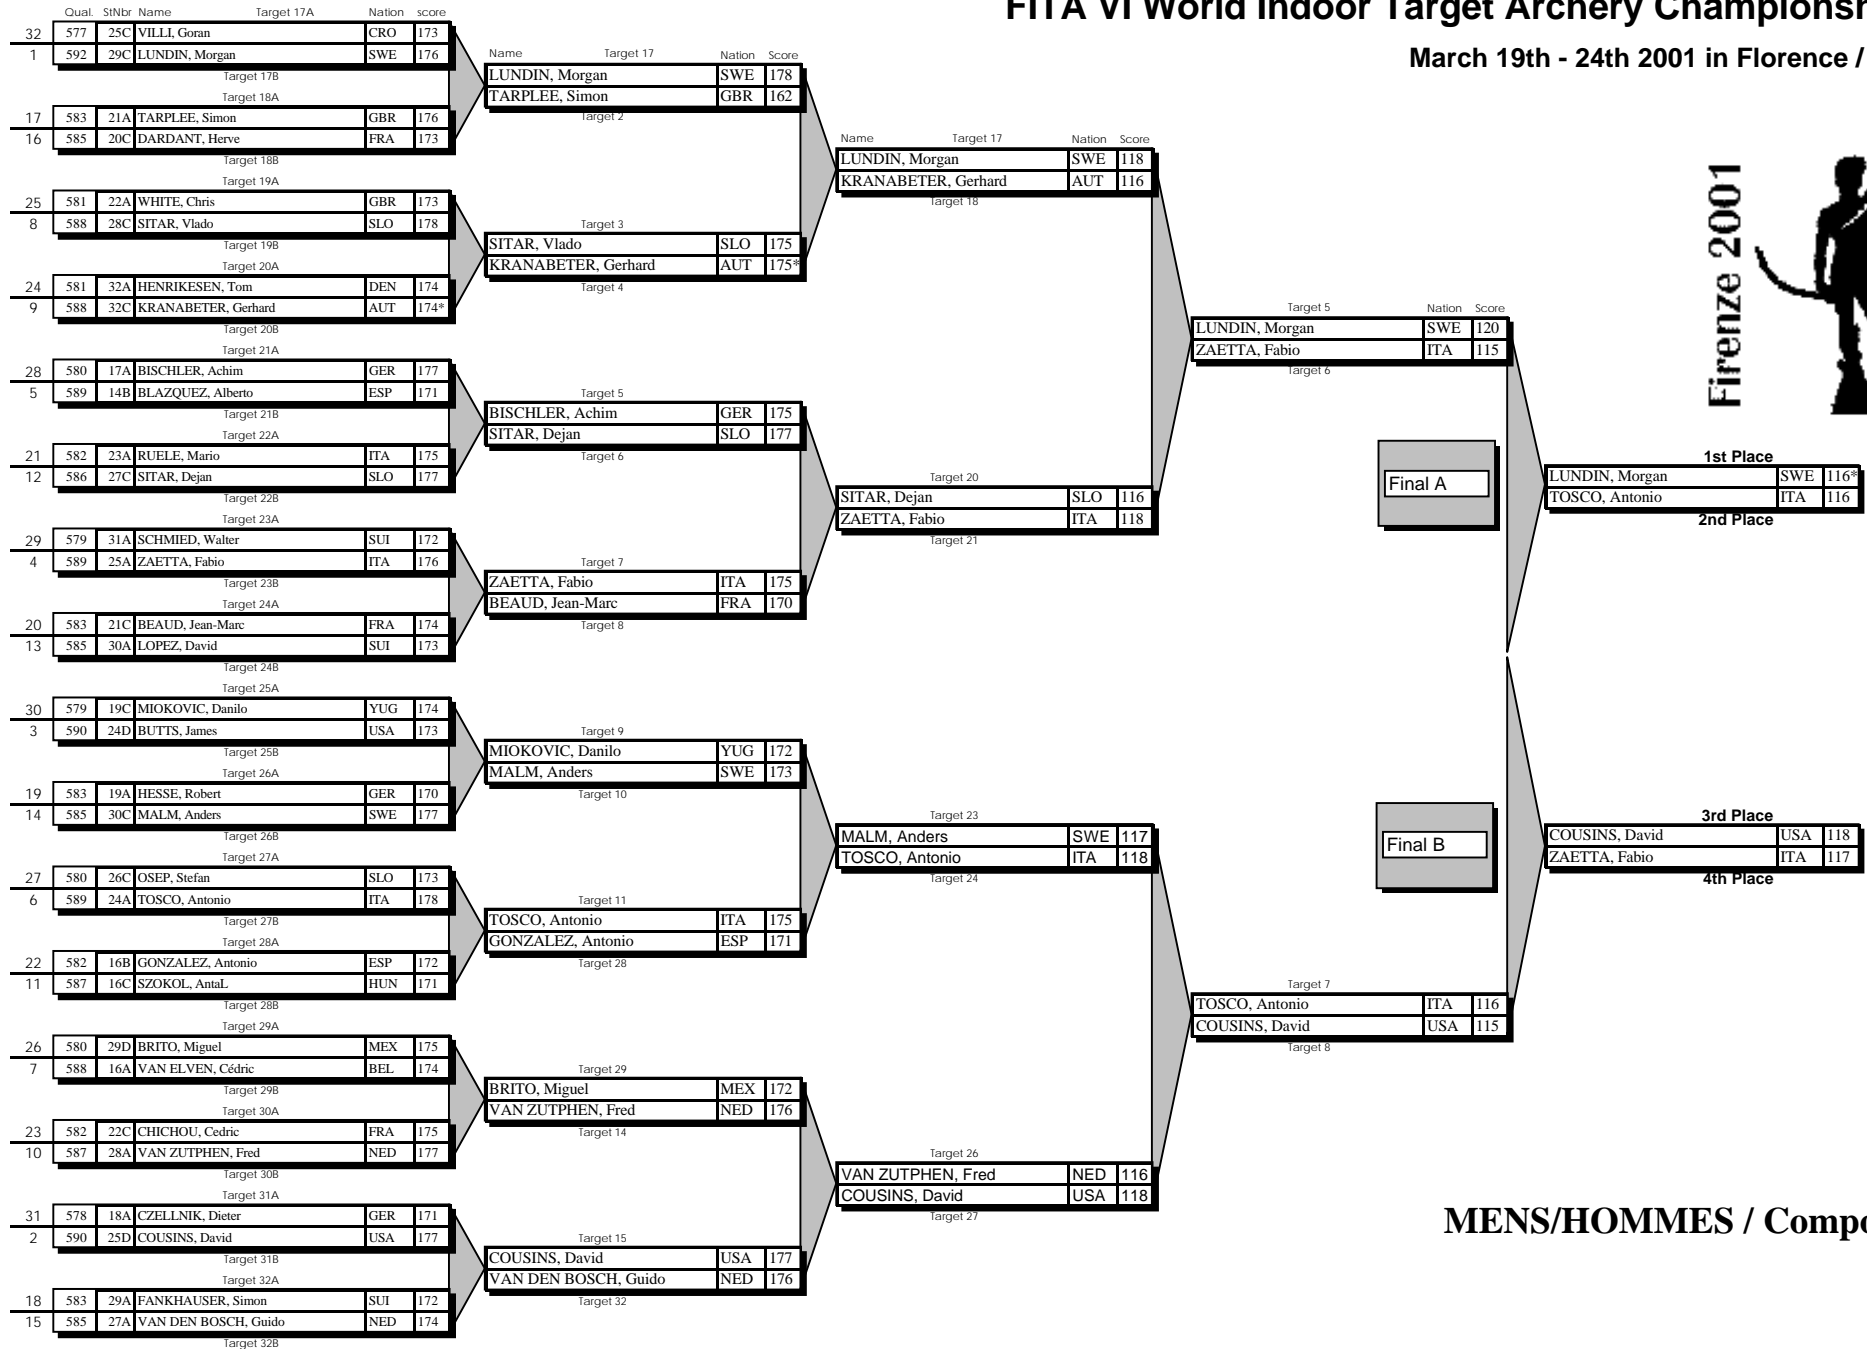 FITA VI World Indoor Target Archery Championsh
March 19th - 24th 2001 in Florence /
Firenze 2001
Qual. StNbr Name Target 17A Nation score
32 577 25C VILLI, Goran CRO 173
1 592 29C LUNDIN, Morgan SWE 176
Target 17B
Target 18A
17 583 21A TARPLEE, Simon GBR 176
16 585 20C DARDANT, Herve FRA 173
Target 18B
Target 19A
25 581 22A WHITE, Chris GBR 173
8 588 28C SITAR, Vlado SLO 178
Target 19B
Target 20A
24 581 32A HENRIKESEN, Tom DEN 174
9 588 32C KRANABETER, Gerhard AUT 174*
Target 20B
Target 21A
28 580 17A BISCHLER, Achim GER 177
5 589 14B BLAZQUEZ, Alberto ESP 171
Target 21B
Target 22A
21 582 23A RUELE, Mario ITA 175
12 586 27C SITAR, Dejan SLO 177
Target 22B
Target 23A
29 579 31A SCHMIED, Walter SUI 172
4 589 25A ZAETTA, Fabio ITA 176
Target 23B
Target 24A
20 583 21C BEAUD, Jean-Marc FRA 174
13 585 30A LOPEZ, David SUI 173
Target 24B
Target 25A
30 579 19C MIOKOVIC, Danilo YUG 174
3 590 24D BUTTS, James USA 173
Target 25B
Target 26A
19 583 19A HESSE, Robert GER 170
14 585 30C MALM, Anders SWE 177
Target 26B
Target 27A
27 580 26C OSEP, Stefan SLO 173
6 589 24A TOSCO, Antonio ITA 178
Target 27B
Target 28A
22 582 16B GONZALEZ, Antonio ESP 172
11 587 16C SZOKOL, AntaL HUN 171
Target 28B
Target 29A
26 580 29D BRITO, Miguel MEX 175
7 588 16A VAN ELVEN, Cédric BEL 174
Target 29B
Target 30A
23 582 22C CHICHOU, Cedric FRA 175
10 587 28A VAN ZUTPHEN, Fred NED 177
Target 30B
Target 31A
31 578 18A CZELLNIK, Dieter GER 171
2 590 25D COUSINS, David USA 177
Target 31B
Target 32A
18 583 29A FANKHAUSER, Simon SUI 172
15 585 27A VAN DEN BOSCH, Guido NED 174
Target 32B
Name Target 17 Nation Score
LUNDIN, Morgan SWE 178
TARPLEE, Simon GBR 162
Target 2
Target 3
SITAR, Vlado SLO 175
KRANABETER, Gerhard AUT 175*
Target 4
Target 5
BISCHLER, Achim GER 175
SITAR, Dejan SLO 177
Target 6
Target 7
ZAETTA, Fabio ITA 175
BEAUD, Jean-Marc FRA 170
Target 8
Target 9
MIOKOVIC, Danilo YUG 172
MALM, Anders SWE 173
Target 10
Target 11
TOSCO, Antonio ITA 175
GONZALEZ, Antonio ESP 171
Target 28
Target 29
BRITO, Miguel MEX 172
VAN ZUTPHEN, Fred NED 176
Target 14
Target 15
COUSINS, David USA 177
VAN DEN BOSCH, Guido NED 176
Target 32
Name Target 17 Nation Score
LUNDIN, Morgan SWE 118
KRANABETER, Gerhard AUT 116
Target 18
Target 20
SITAR, Dejan SLO 116
ZAETTA, Fabio ITA 118
Target 21
Target 23
MALM, Anders SWE 117
TOSCO, Antonio ITA 118
Target 24
Target 26
VAN ZUTPHEN, Fred NED 116
COUSINS, David USA 118
Target 27
Target 5 Nation Score
LUNDIN, Morgan SWE 120
ZAETTA, Fabio ITA 115
Target 6
Target 7
TOSCO, Antonio ITA 116
COUSINS, David USA 115
Target 8
Final A
1st Place
LUNDIN, Morgan SWE 116*
TOSCO, Antonio ITA 116
2nd Place
Final B
3rd Place
COUSINS, David USA 118
ZAETTA, Fabio ITA 117
4th Place
MENS/HOMMES / Compo